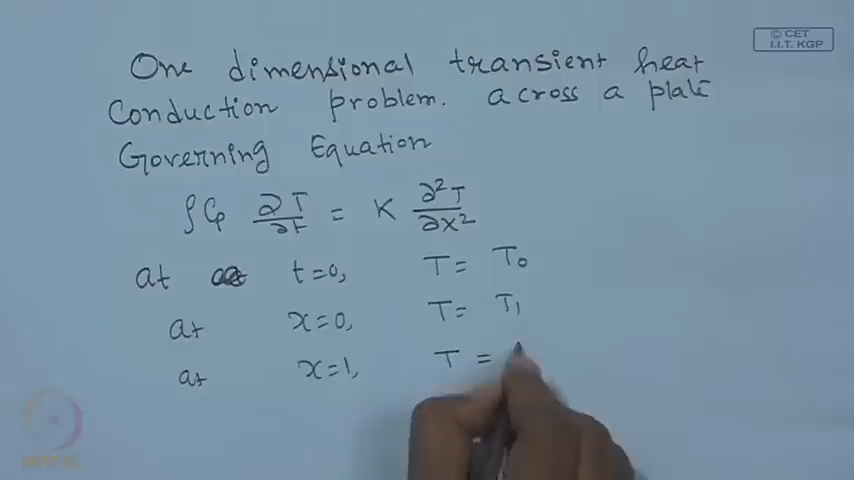 © CET
I.I.T. KGP
One dimensional transient heat
Conduction problem. across a plate
Governing Equation
ρCp ∂T/∂t = K ∂²T/∂x²
at t=0, T= T₀
at x=0, T= T₁
at x=1, T =